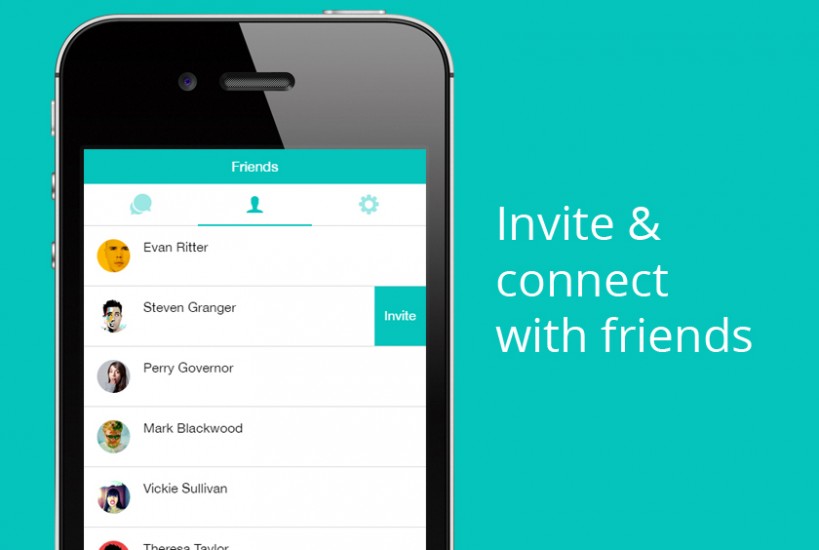 Friends
Evan Ritter
Steven Granger
Invite
Perry Governor
Mark Blackwood
Vickie Sullivan
Theresa Taylor
Invite &
connect
with friends